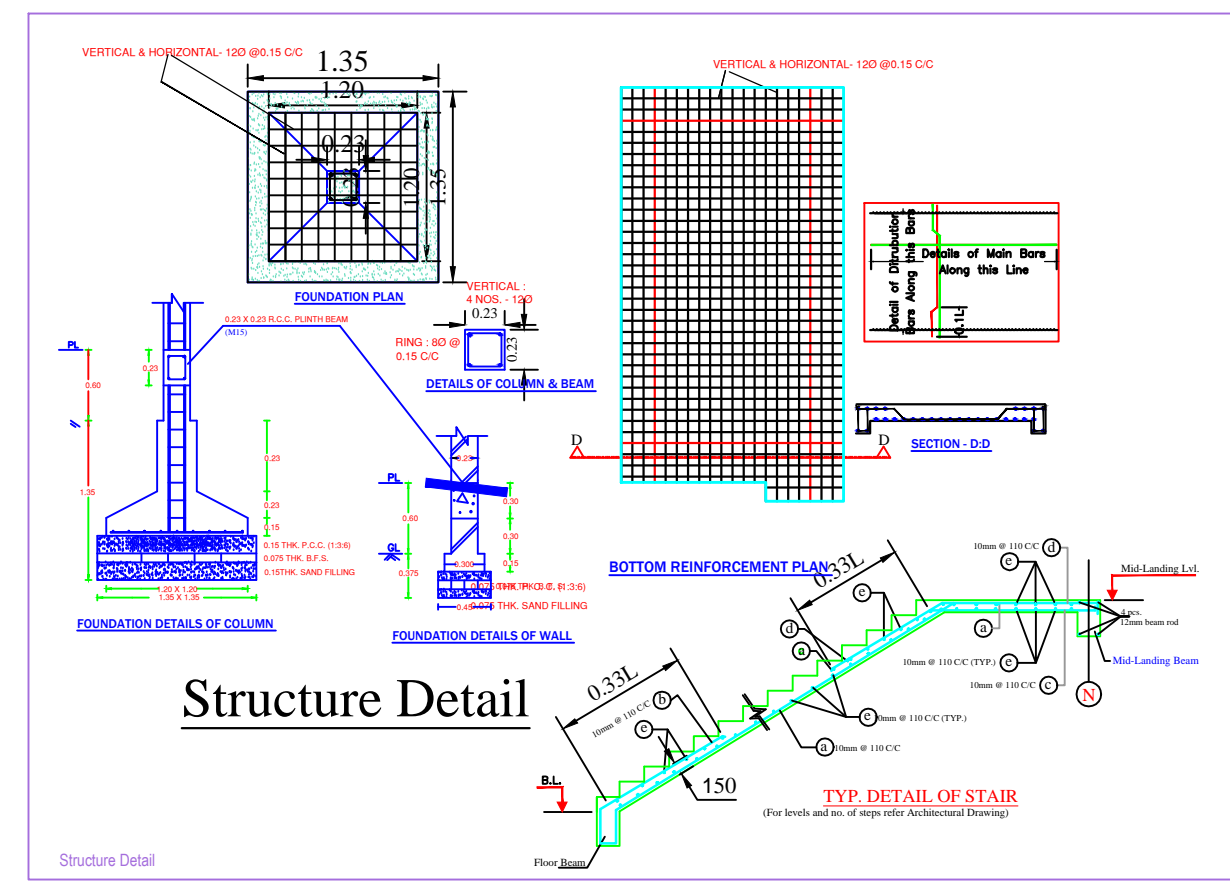 VERTICAL & HORIZONTAL- 12Ø @0.15 C/C
1.35
1.20
0.23
0.23
1.20
1.35
FOUNDATION PLAN
VERTICAL & HORIZONTAL- 12Ø @0.15 C/C
Detail of Ditrubution
Bars Along this Bars
Details of Main Bars
Along this Line
0.1L
VERTICAL :
4 NOS. - 12Ø
0.23
0.23
RING : 8Ø @
0.15 C/C
DETAILS OF COLUMN & BEAM
0.23 X 0.23 R.C.C. PLINTH BEAM
(M15)
PL
0.23
0.60
1.35
0.23
0.23
0.15
0.15 THK. P.C.C. (1:3:6)
0.075 THK. B.F.S.
0.15THK. SAND FILLING
1.20 X 1.20
1.35 X 1.35
FOUNDATION DETAILS OF COLUMN
0.23
PL
0.60
GL
0.375
0.30
0.30
0.15
0.300
0.45
0.075 THK. SAND FILLING
FOUNDATION DETAILS OF WALL
D
D
SECTION - D:D
BOTTOM REINFORCEMENT PLAN
Structure Detail
0.33L
0.33L
10mm @ 110 C/C
d
e
Mid-Landing Lvl.
4 pcs.
12mm beam rod
e
d
a
a
10mm @ 110 C/C (TYP.)
e
Mid-Landing Beam
10mm @ 110 C/C
c
N
10mm @ 110 C/C
b
e
e
0mm @ 110 C/C (TYP.)
a
10mm @ 110 C/C
150
B.L.
TYP. DETAIL OF STAIR
(For levels and no. of steps refer Architectural Drawing)
Floor Beam
Structure Detail